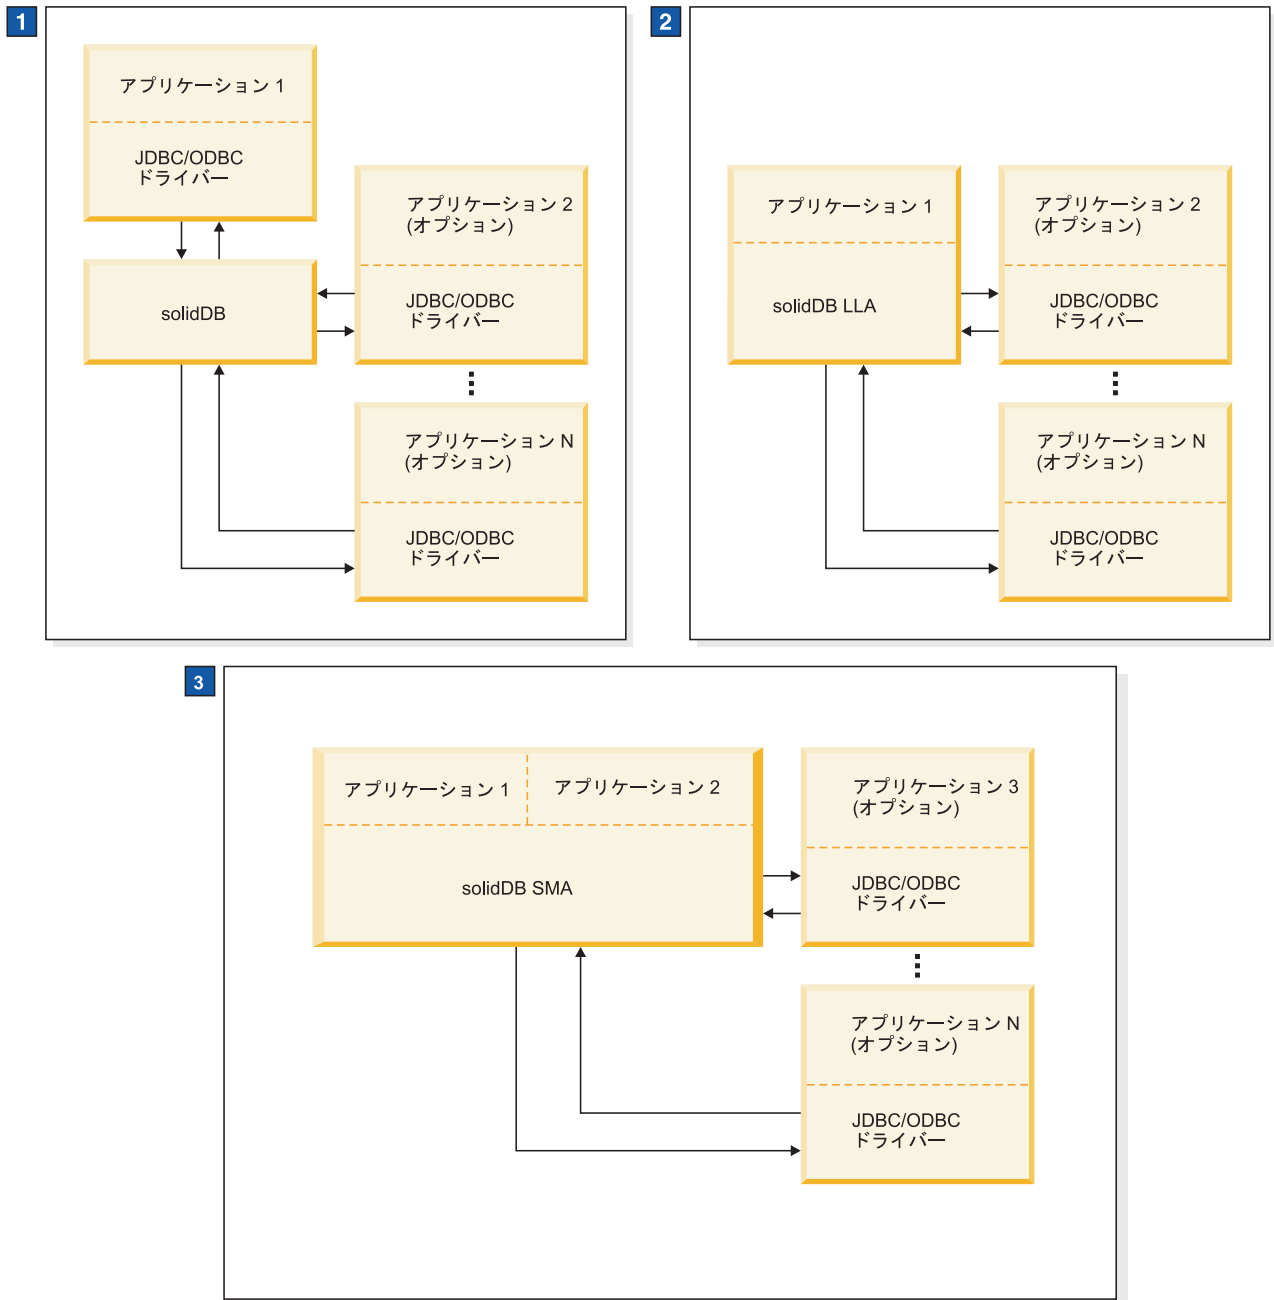 1
アプリケーション 1
JDBC/ODBC
ドライバー
solidDB
アプリケーション 2
(オプション)
JDBC/ODBC
ドライバー
アプリケーション N
(オプション)
JDBC/ODBC
ドライバー
2
アプリケーション 1
solidDB LLA
アプリケーション 2
(オプション)
JDBC/ODBC
ドライバー
アプリケーション N
(オプション)
JDBC/ODBC
ドライバー
3
アプリケーション 1
アプリケーション 2
solidDB SMA
アプリケーション 3
(オプション)
JDBC/ODBC
ドライバー
アプリケーション N
(オプション)
JDBC/ODBC
ドライバー